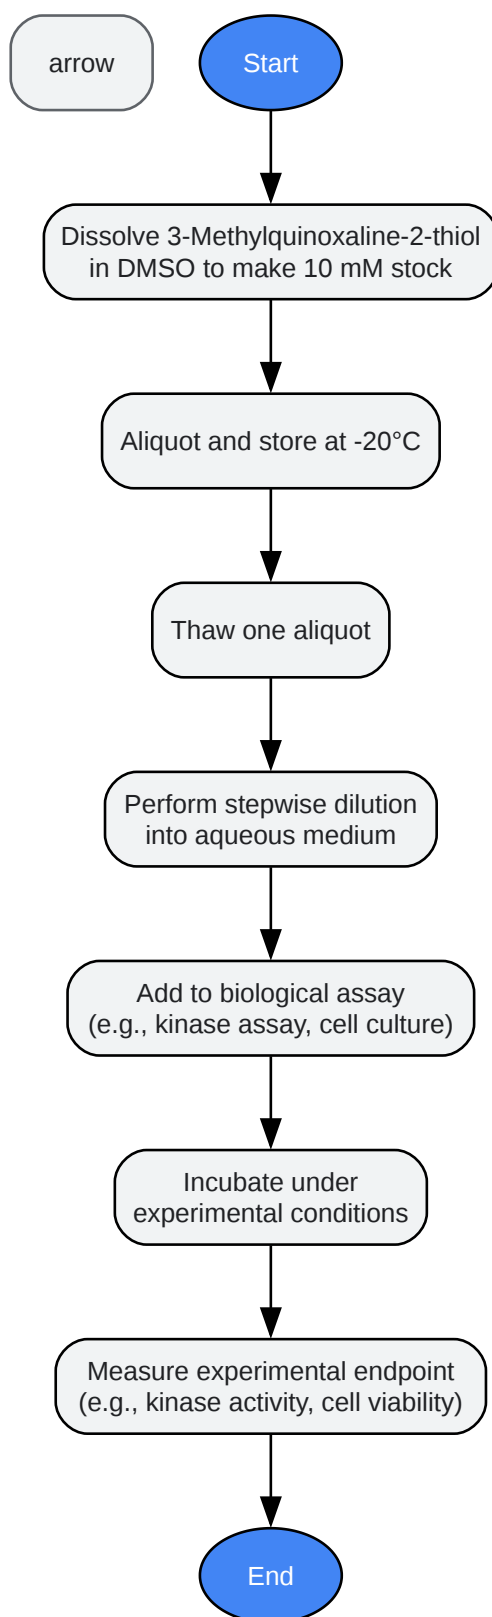 arrow
Start
Dissolve 3-Methylquinoxaline-2-thiol
in DMSO to make 10 mM stock
Aliquot and store at -20°C
Thaw one aliquot
Perform stepwise dilution
into aqueous medium
Add to biological assay
(e.g., kinase assay, cell culture)
Incubate under
experimental conditions
Measure experimental endpoint
(e.g., kinase activity, cell viability)
End